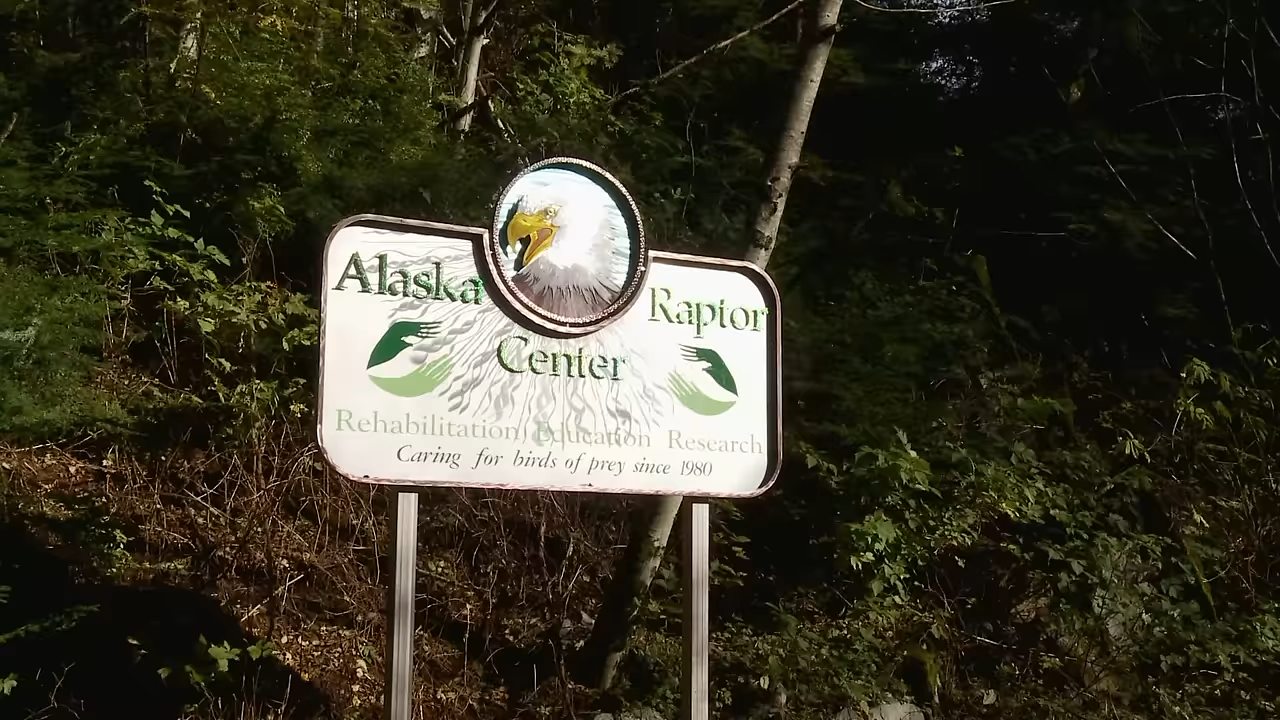 Alaska Raptor
Center
Rehabilitation, Education Research
Caring for birds of prey since 1980